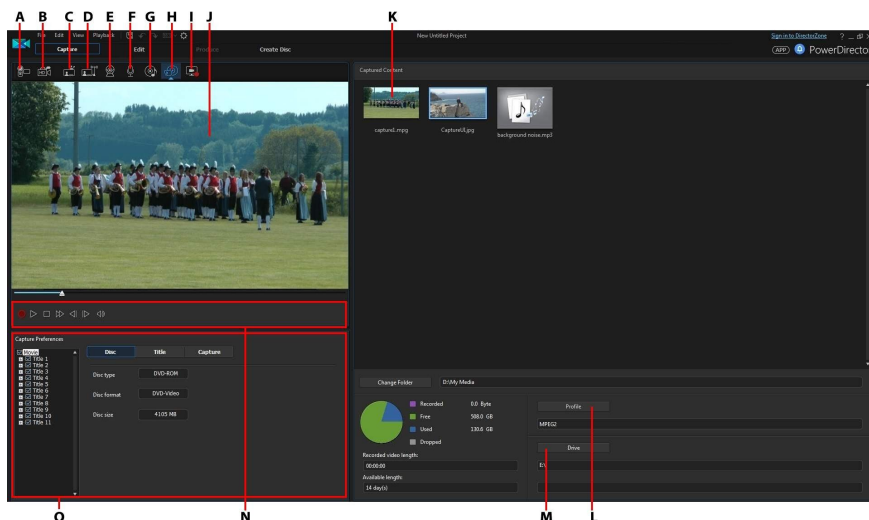 A B C D E F G H I J K
File Edit View Playback New Untitled Project Sign in to DirectorZone ? _
Capture Edit Produce Create Disc APP PowerDirecto
HD
Captured Content
capture1.mpg CaptureUI.jpg background noise.mp3
Capture Preferences
Movie
Title 1
Title 2
Title 3
Title 4
Title 5
Title 6
Title 7
Title 8
Title 9
Title 10
Title 11
Disc Title Capture
Disc type DVD-ROM
Disc format DVD-Video
Disc size 4105 MB
Change Folder D:\My Media
Recorded 0.0 Byte
Free 508.0 GB
Used 130.6 GB
Dropped
Recorded video length:
00:00:00
Available length:
14 day(s)
Profile
MPEG2
Drive
E:\
O N M L